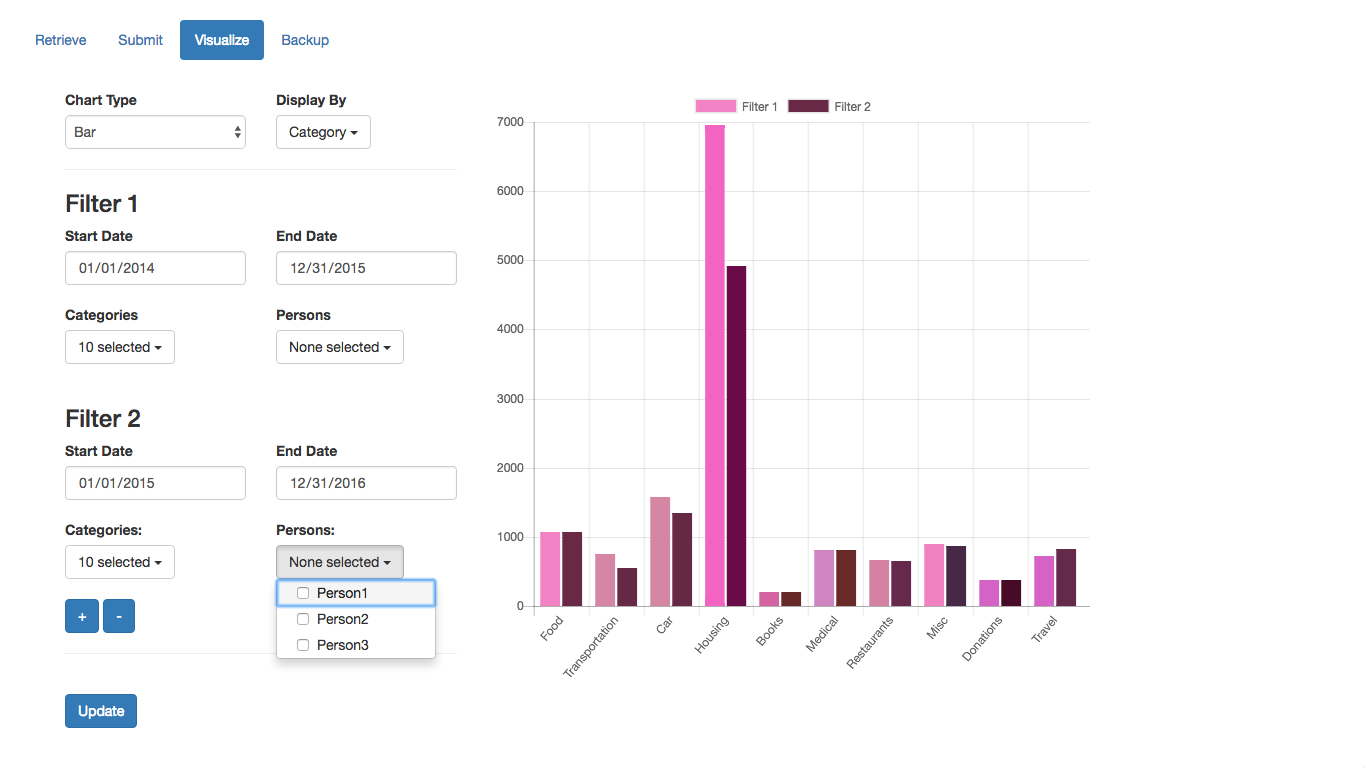 Retrieve Submit Visualize Backup
Chart Type Display By
Bar Category
Filter 1
Start Date End Date
01/01/2014 12/31/2015
Categories Persons
10 selected None selected
Filter 2
Start Date End Date
01/01/2015 12/31/2016
Categories: Persons:
10 selected None selected
Person1
Person2
Person3
+ -
Update
Filter 1 Filter 2
7000
6000
5000
4000
3000
2000
1000
0
Food Transportation Car Housing Books Medical Restaurants Misc Donations Travel